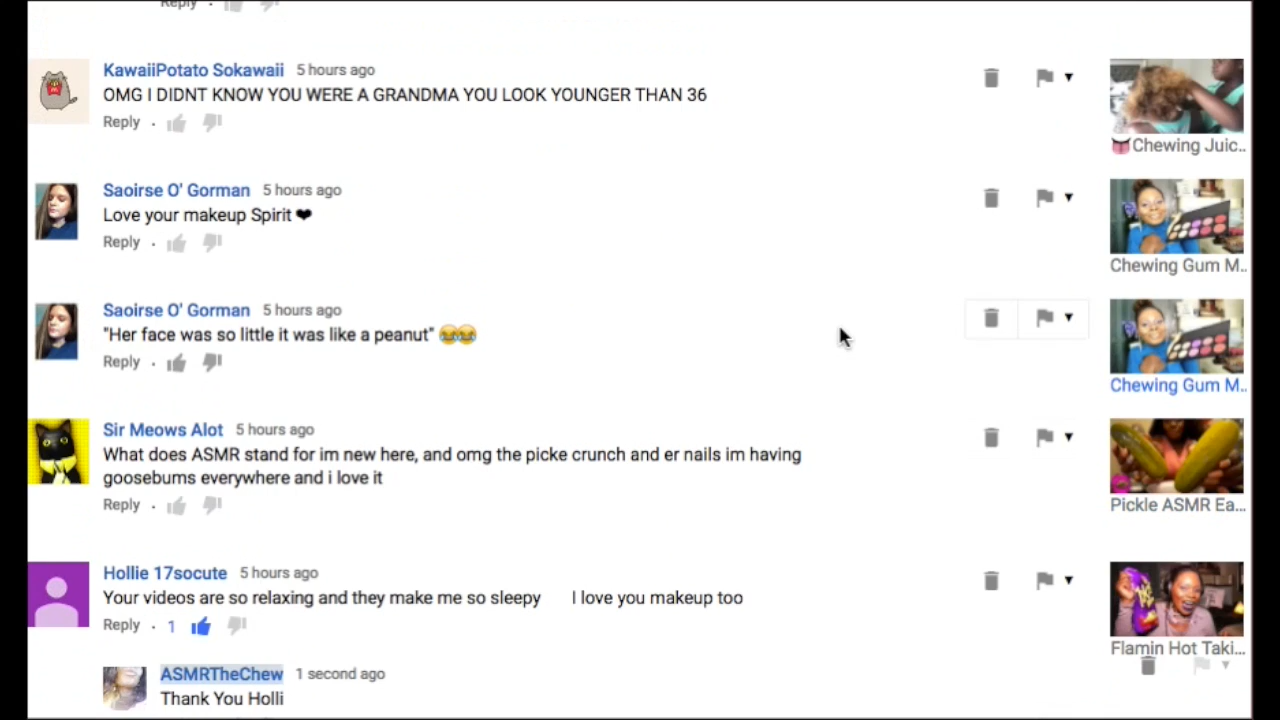 Reply ·
KawaiiPotato Sokawaii 5 hours ago
OMG I DIDNT KNOW YOU WERE A GRANDMA YOU LOOK YOUNGER THAN 36
Reply ·
👅Chewing Juic..
Saoirse O' Gorman 5 hours ago
Love your makeup Spirit ❤
Reply ·
Chewing Gum M..
Saoirse O' Gorman 5 hours ago
"Her face was so little it was like a peanut" 😂😂
Reply ·
Chewing Gum M..
Sir Meows Alot 5 hours ago
What does ASMR stand for im new here, and omg the picke crunch and er nails im having
goosebums everywhere and i love it
Reply ·
Pickle ASMR Ea...
Hollie 17socute 5 hours ago
Your videos are so relaxing and they make me so sleepy I love you makeup too
Reply · 1
Flamin Hot Taki...
ASMRTheChew 1 second ago
Thank You Holli